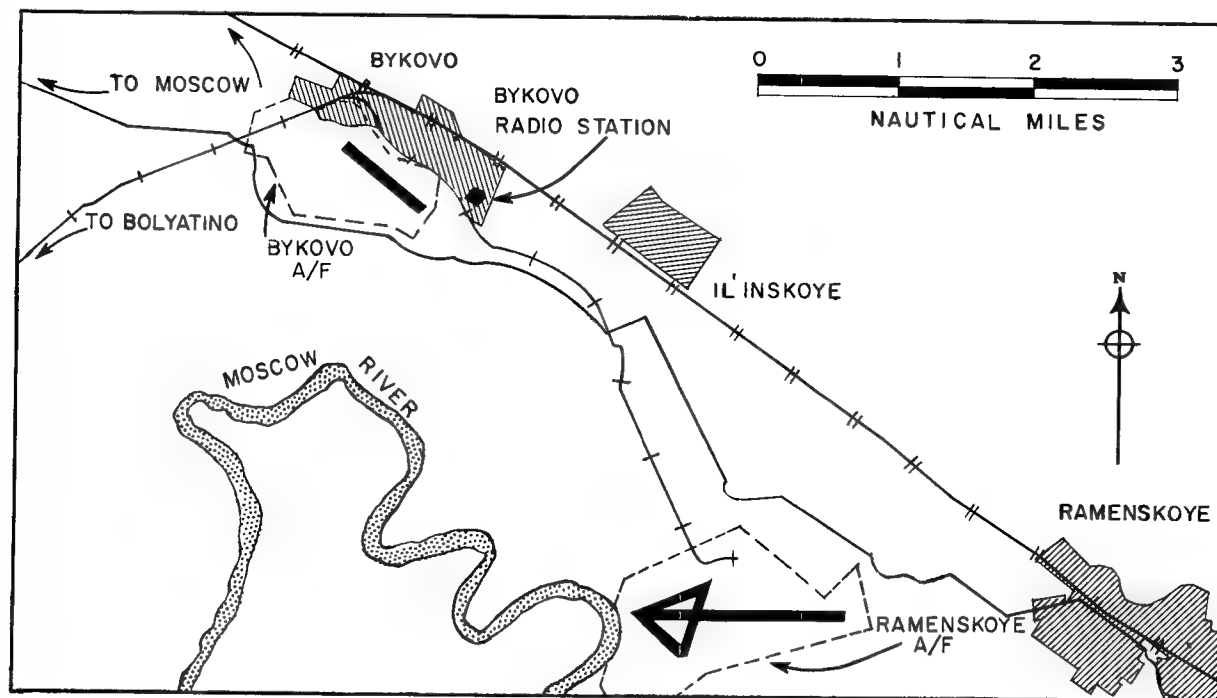 BYKOVO
TO MOSCOW
BYKOVO
RADIO STATION
0 1 2 3
NAUTICAL MILES
TO BOLYATINO
BYKOVO
A/F
IL'INSKOYE
N
MOSCOW RIVER
RAMENSKOYE
RAMENSKOYE
A/F